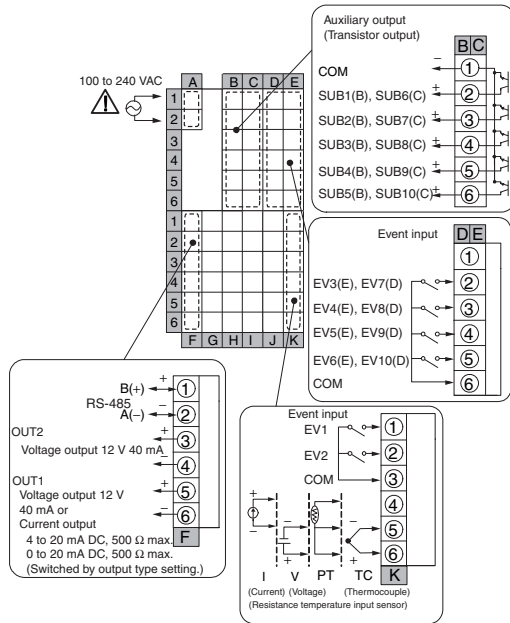 100 to 240 VAC
A B C D E
1
2
3
4
5
6
1
2
3
4
5
6
F G H I J K
Auxiliary output
(Transistor output)
B C
COM − 1
SUB1(B), SUB6(C) + 2
SUB2(B), SUB7(C) + 3
SUB3(B), SUB8(C) + 4
SUB4(B), SUB9(C) + 5
SUB5(B), SUB10(C) + 6
Event input
D E
1
EV3(E), EV7(D) 2
EV4(E), EV8(D) 3
EV5(E), EV9(D) 4
EV6(E), EV10(D) 5
COM 6
B(+) + 1
RS-485
A(−) − 2
OUT2 + 3
Voltage output 12 V 40 mA
− 4
OUT1 + 5
Voltage output 12 V
40 mA or − 6
Current output
4 to 20 mA DC, 500 Ω max.
0 to 20 mA DC, 500 Ω max.
(Switched by output type setting.)
F
Event input
EV1 1
EV2 2
COM 3
4
+ − − 5
− + + 6
I V PT TC K
(Current) (Voltage) (Thermocouple)
(Resistance temperature input sensor)